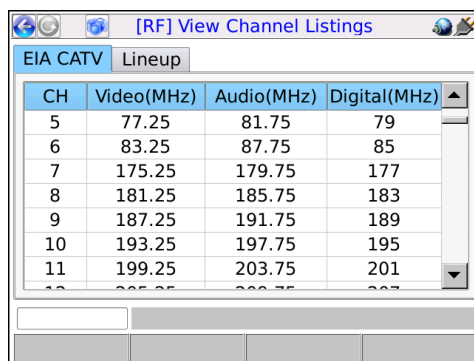 [RF] View Channel Listings
EIA CATV Lineup
CH Video(MHz) Audio(MHz) Digital(MHz)
5 77.25 81.75 79
6 83.25 87.75 85
7 175.25 179.75 177
8 181.25 185.75 183
9 187.25 191.75 189
10 193.25 197.75 195
11 199.25 203.75 201